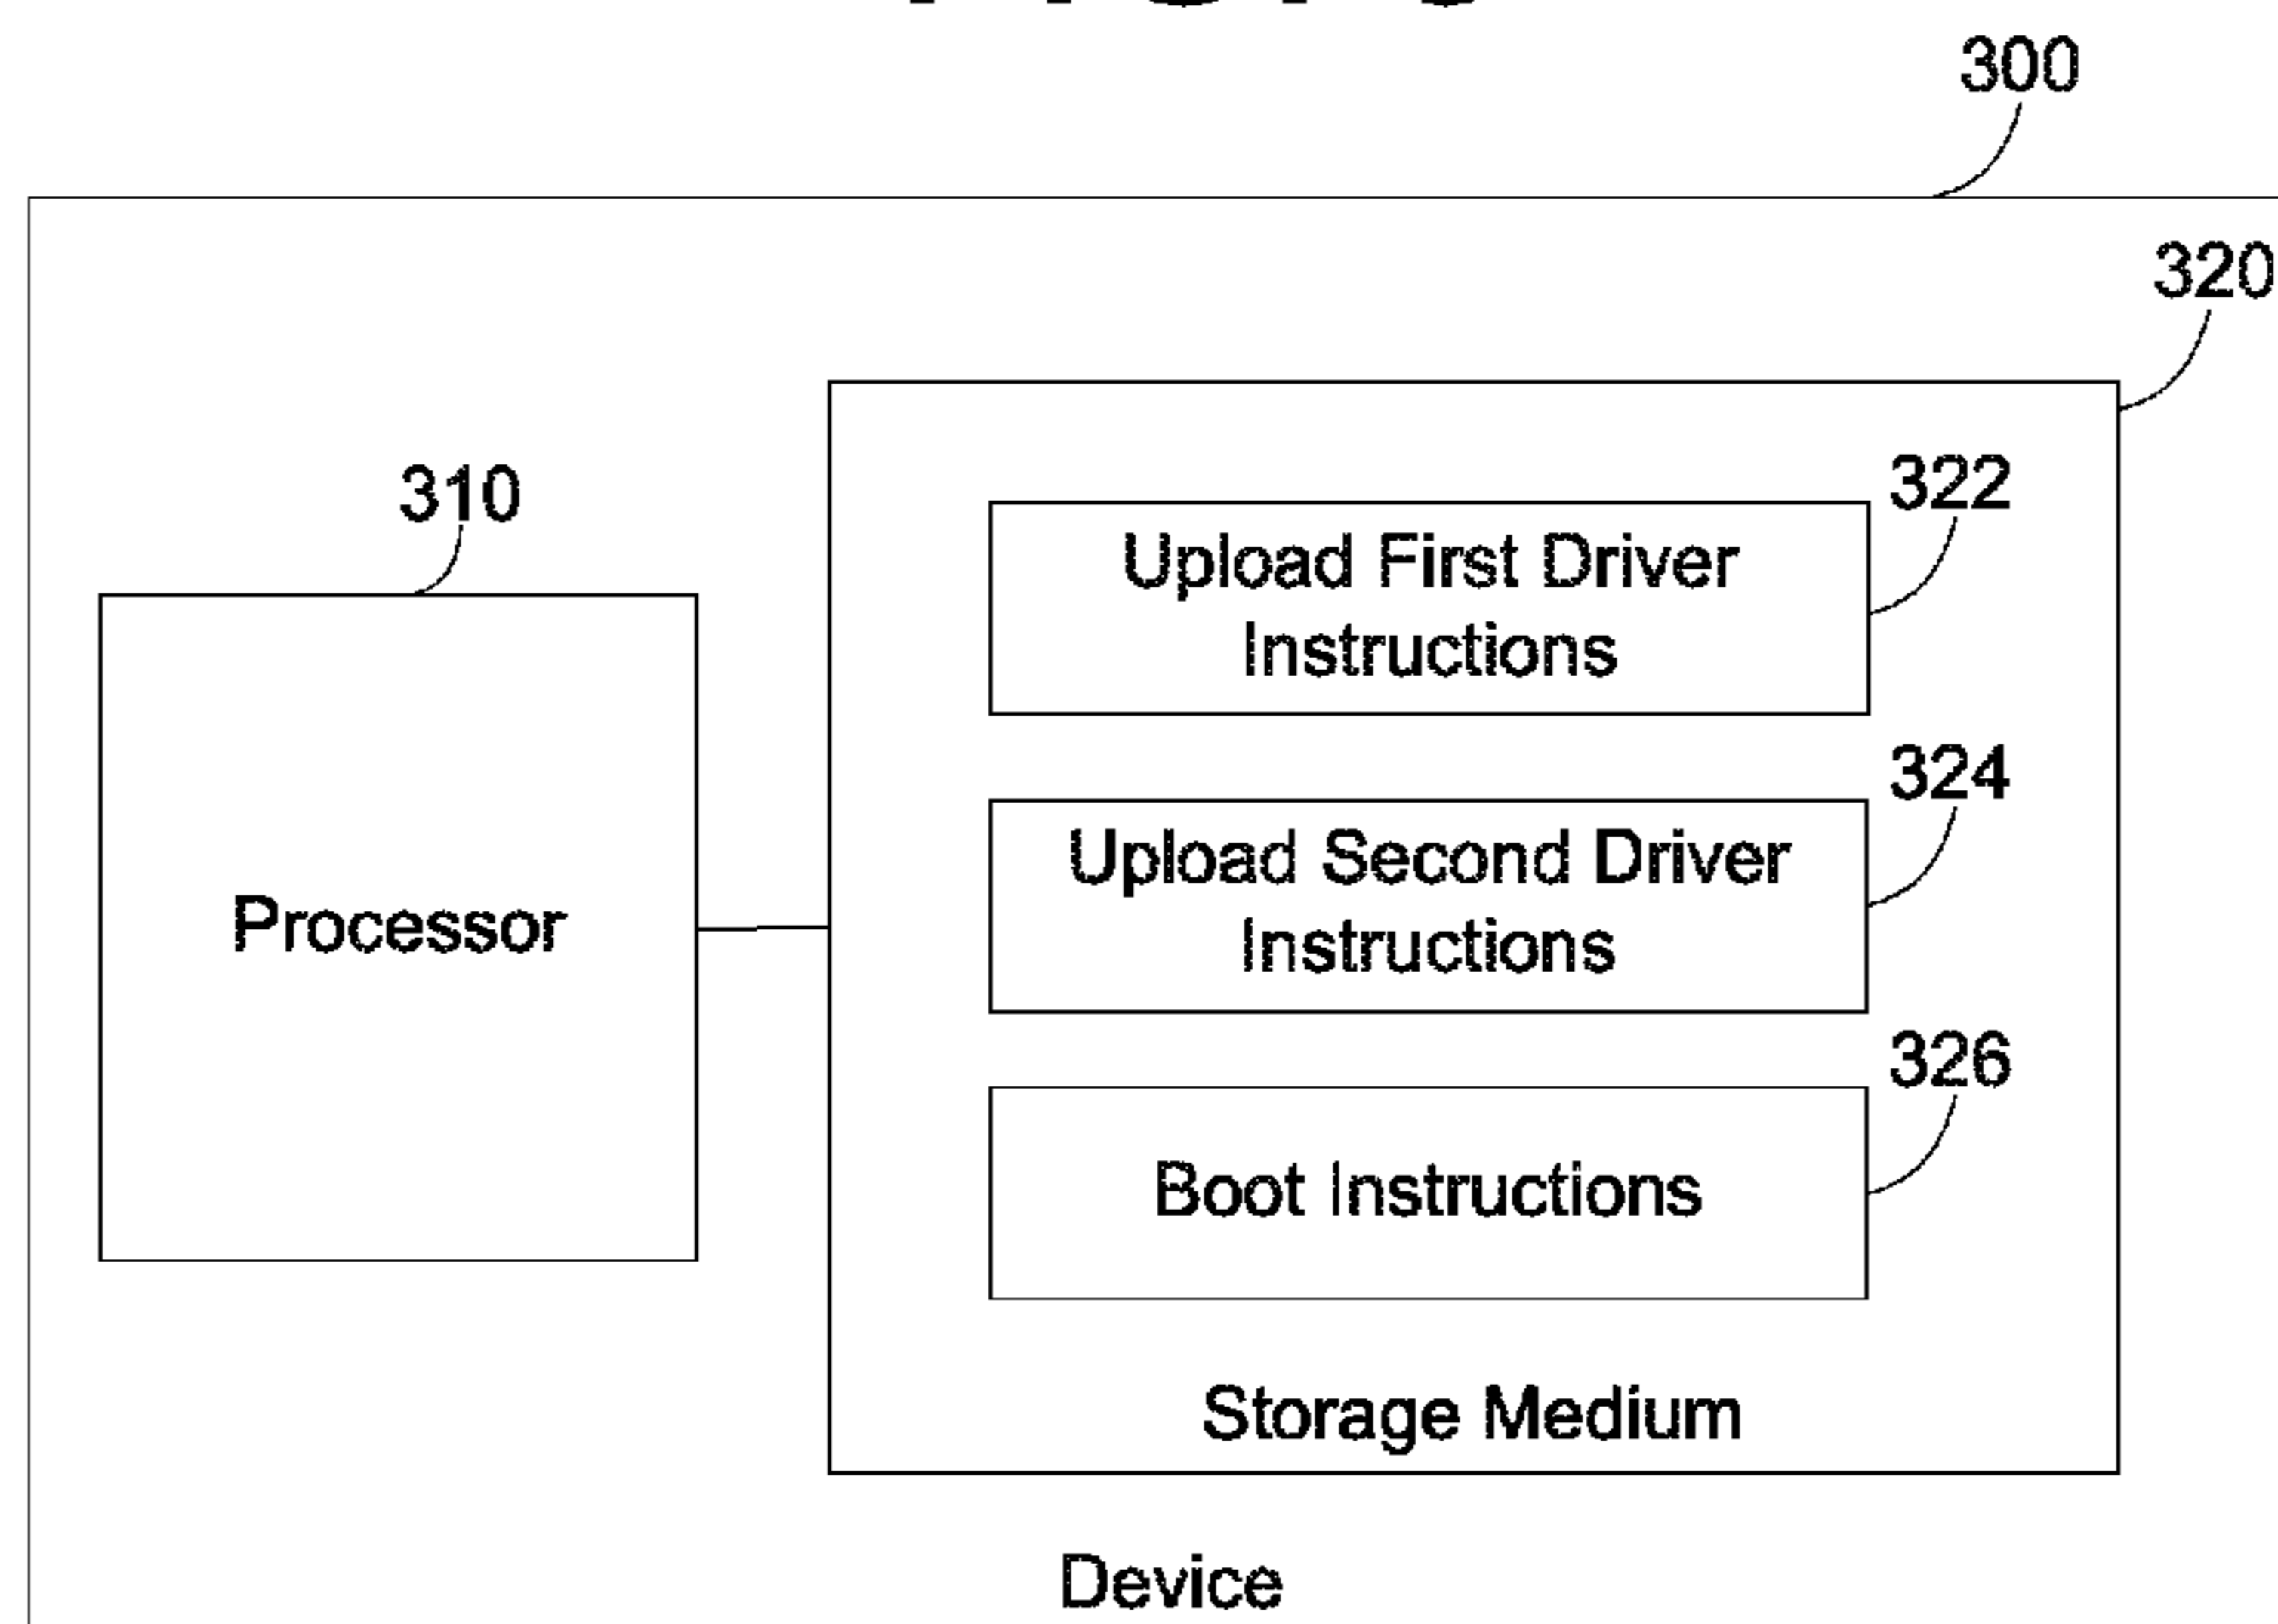 300
320
310
322
Upload First Driver
Instructions
324
Upload Second Driver
Instructions
Processor
326
Boot Instructions
Storage Medium
Device